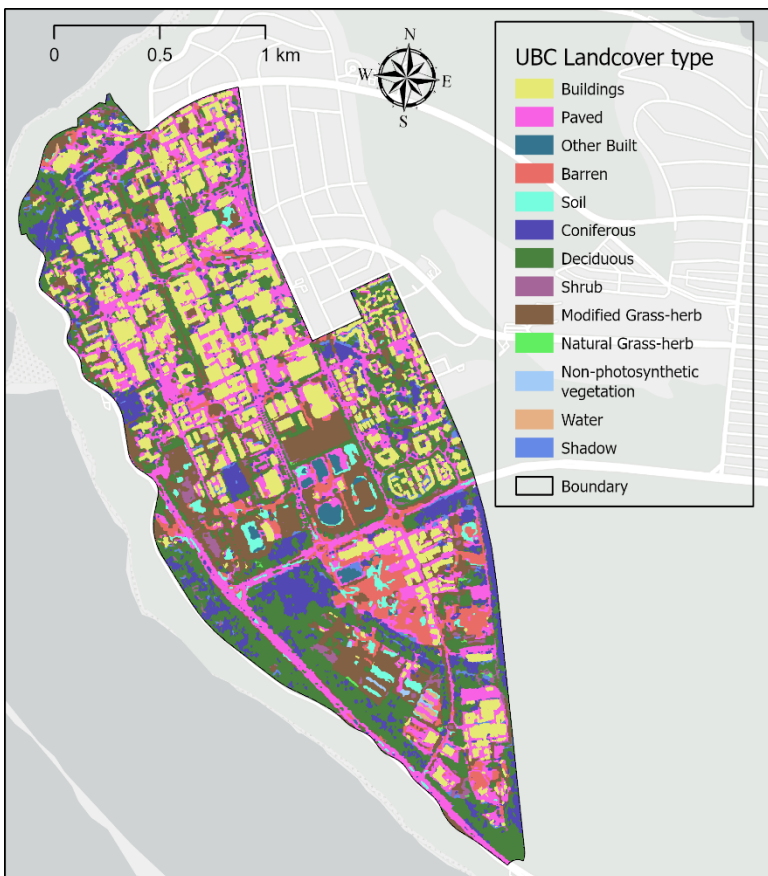 0 0.5 1 km
N
W E
S
UBC Landcover type
Buildings
Paved
Other Built
Barren
Soil
Coniferous
Deciduous
Shrub
Modified Grass-herb
Natural Grass-herb
Non-photosynthetic
vegetation
Water
Shadow
Boundary